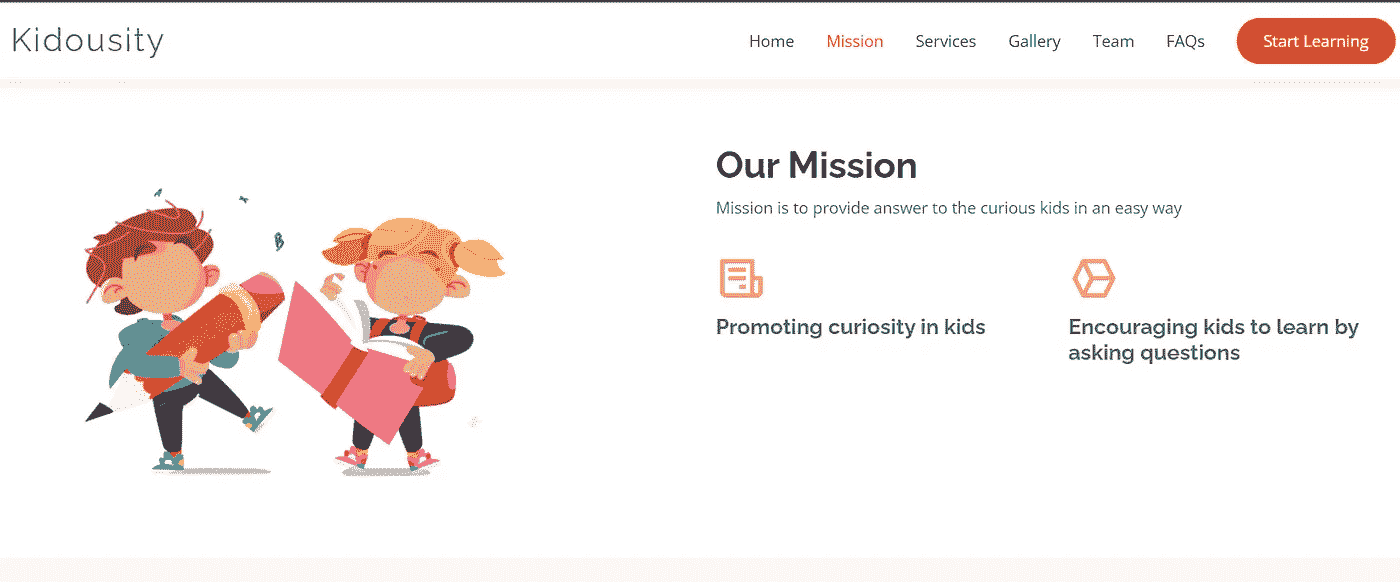 Kidousity
Home Mission Services Gallery Team FAQs Start Learning
Our Mission
Mission is to provide answer to the curious kids in an easy way
Promoting curiosity in kids
Encouraging kids to learn by
asking questions
A
B